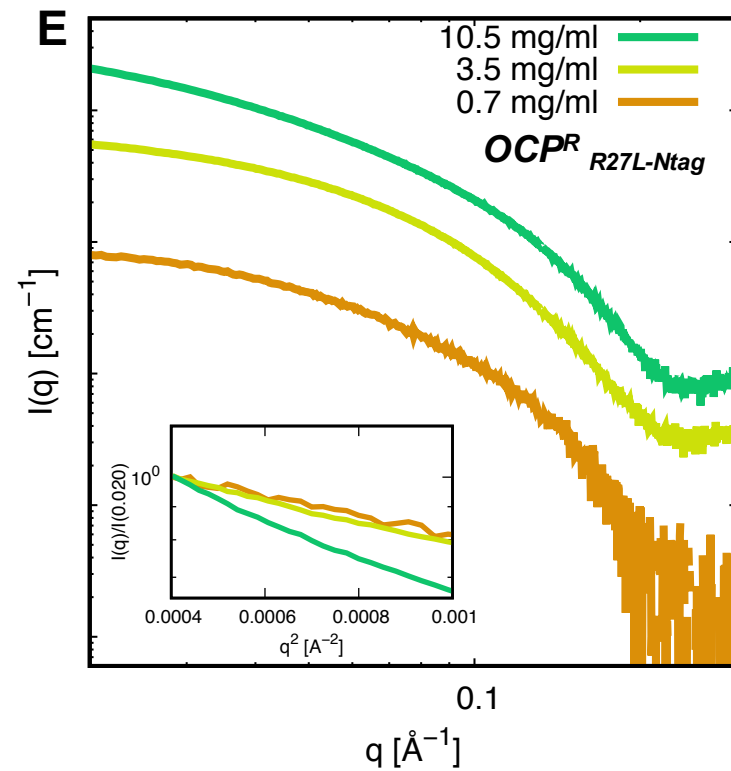 E
10.5 mg/ml
3.5 mg/ml
0.7 mg/ml
OCP^R R27L-Ntag
I(q) [cm⁻¹]
I(q)/I(0.020)
10⁰
0.0004 0.0006 0.0008 0.001
q² [A⁻²]
0.1
q [Å⁻¹]